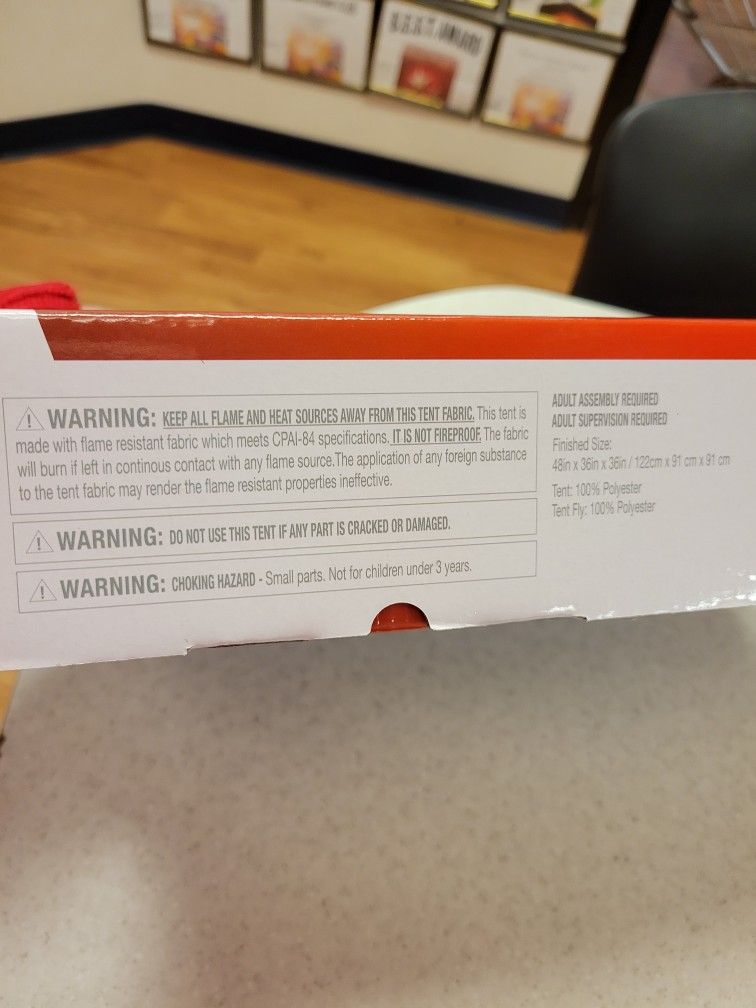 WARNING: KEEP ALL FLAME AND HEAT SOURCES AWAY FROM THIS TENT FABRIC. This tent is
made with flame resistant fabric which meets CPAI-84 specifications. IT IS NOT FIREPROOF. The fabric
will burn if left in continous contact with any flame source.The application of any foreign substance
to the tent fabric may render the flame resistant properties ineffective.
WARNING: DO NOT USE THIS TENT IF ANY PART IS CRACKED OR DAMAGED.
WARNING: CHOKING HAZARD - Small parts. Not for children under 3 years.
ADULT ASSEMBLY REQUIRED
ADULT SUPERVISION REQUIRED
Finished Size:
48in x 36in x 36in / 122cm x 91 cm x 91 cm
Tent: 100% Polyester
Tent Fly: 100% Polyester